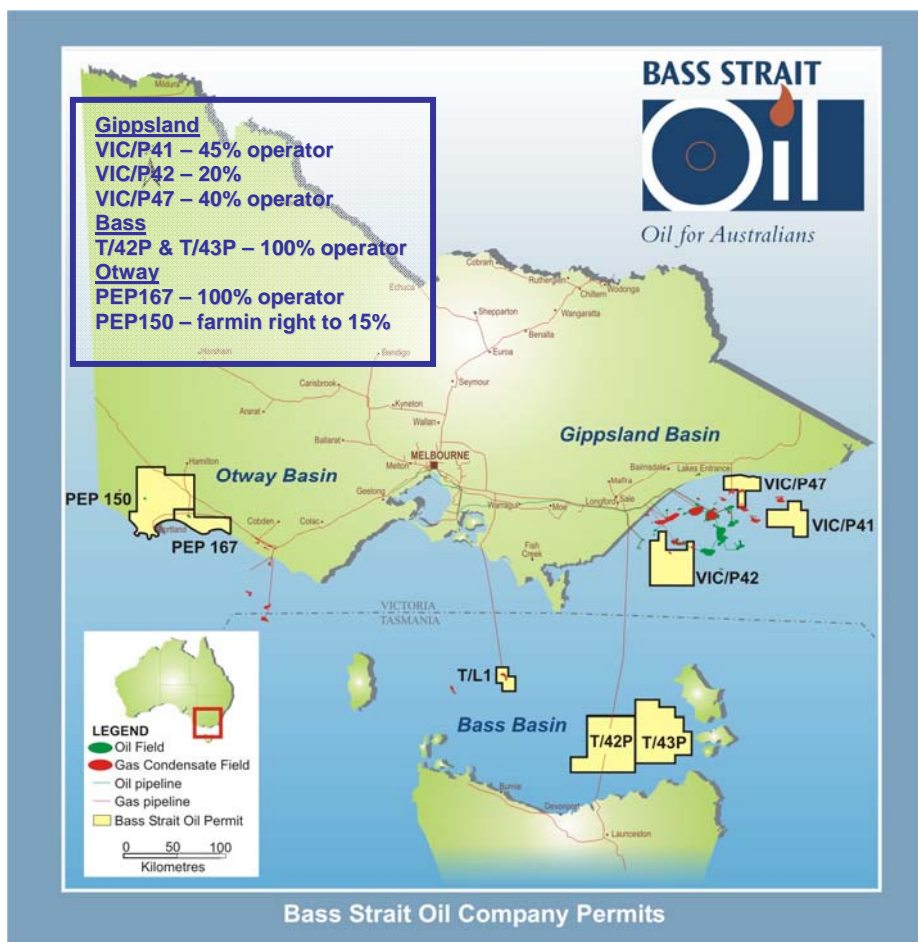 BASS STRAIT
Oil
Oil for Australians
Mildura
Gippsland
VIC/P41 – 45% operator
VIC/P42 – 20%
VIC/P47 – 40% operator
Bass
T/42P & T/43P – 100% operator
Otway
PEP167 – 100% operator
PEP150 – farmin right to 15%
Cobram
Echuca
Rutherglen
Wodonga
Chiltern
Shepparton
Wangaratta
Benalla
Horsham
Bendigo
Euroa
Carisbrook
Seymour
Ararat
Kyneton
Wallan
Ballarat
Gippsland Basin
MELBOURNE
Melton
Hamilton
Otway Basin
Bairnsdale
Lakes Entrance
Maffra
Geelong
Warragul
Moe
Longford
Sale
VIC/P47
PEP 150
Portland
Cobden
Colac
VIC/P41
PEP 167
Fish
Creek
VIC/P42
VICTORIA
TASMANIA
T/L1
Bass Basin
T/42P
T/43P
LEGEND
Oil Field
Gas Condensate Field
Oil pipeline
Gas pipeline
Bass Strait Oil Permit
0 50 100
Kilometres
Burnie
Devonport
Launceston
Bass Strait Oil Company Permits